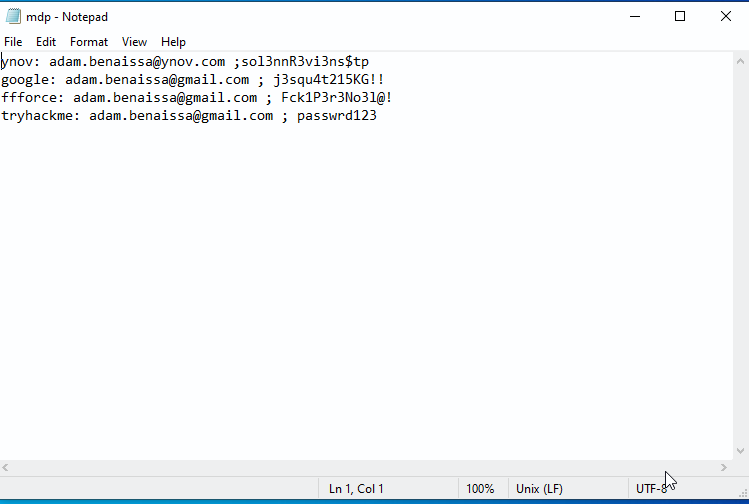 mdp - Notepad
File Edit Format View Help
ynov: adam.benaissa@ynov.com ;sol3nnR3vi3ns$tp
google: adam.benaissa@gmail.com ; j3squ4t215KG!!
ffforce: adam.benaissa@gmail.com ; Fck1P3r3No3l@!
tryhackme: adam.benaissa@gmail.com ; passwrd123
Ln 1, Col 1 100% Unix (LF) UTF-8